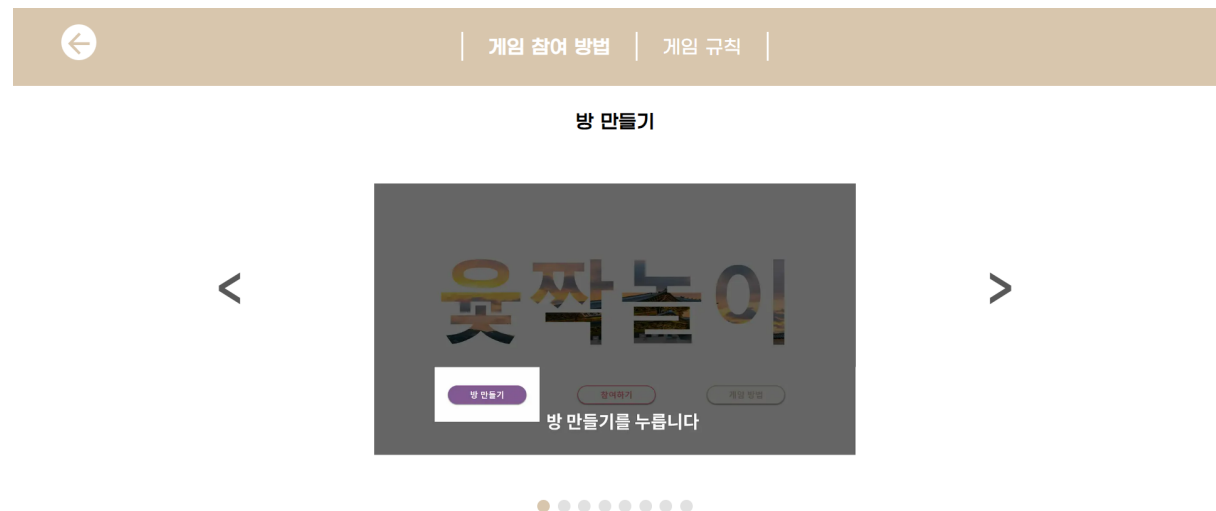 게임 참여 방법
게임 규칙
방 만들기
<
>
윷짝놀이
방 만들기
참여하기
게임 방법
방 만들기를 누릅니다